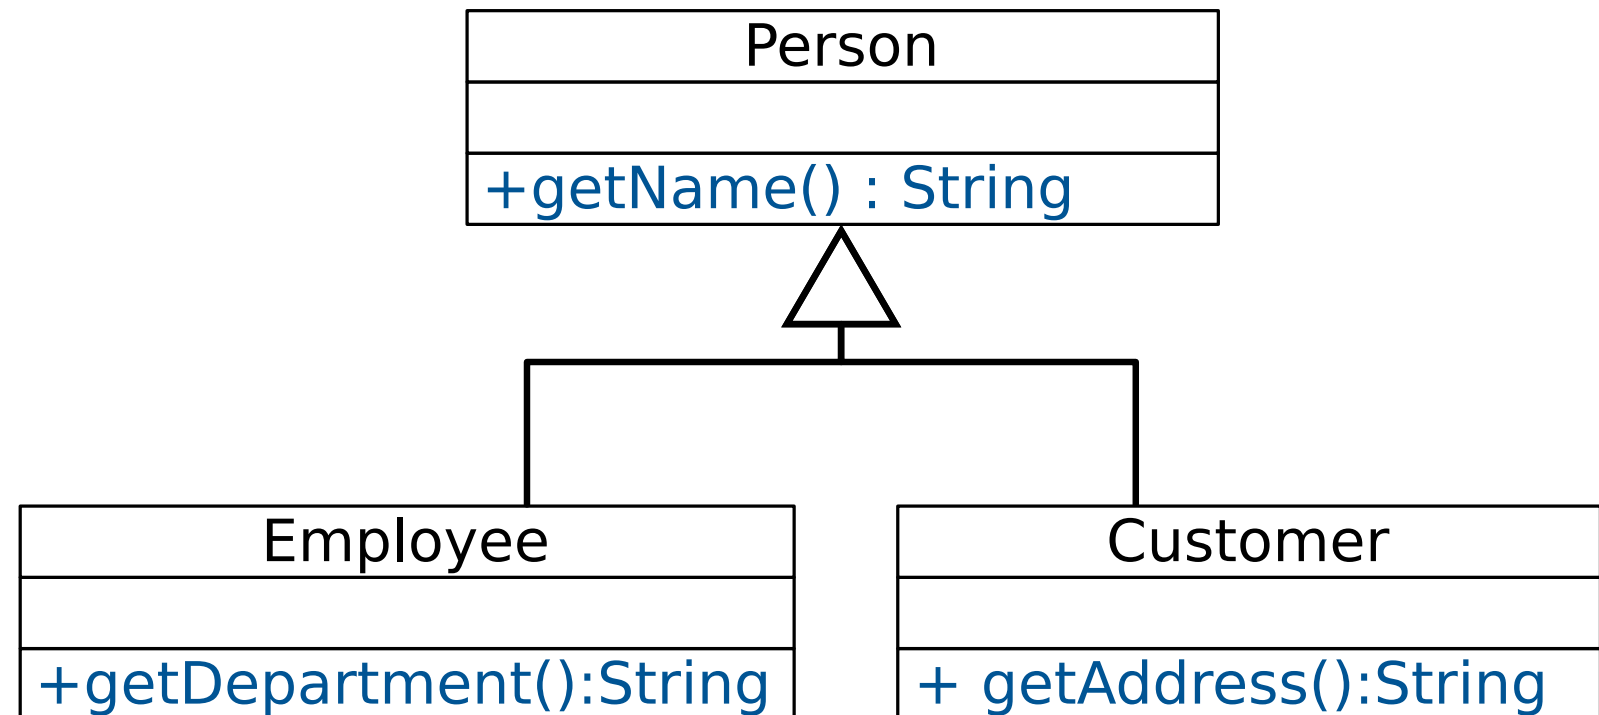 Person
+getName() : String
Employee
+getDepartment():String
Customer
+ getAddress():String